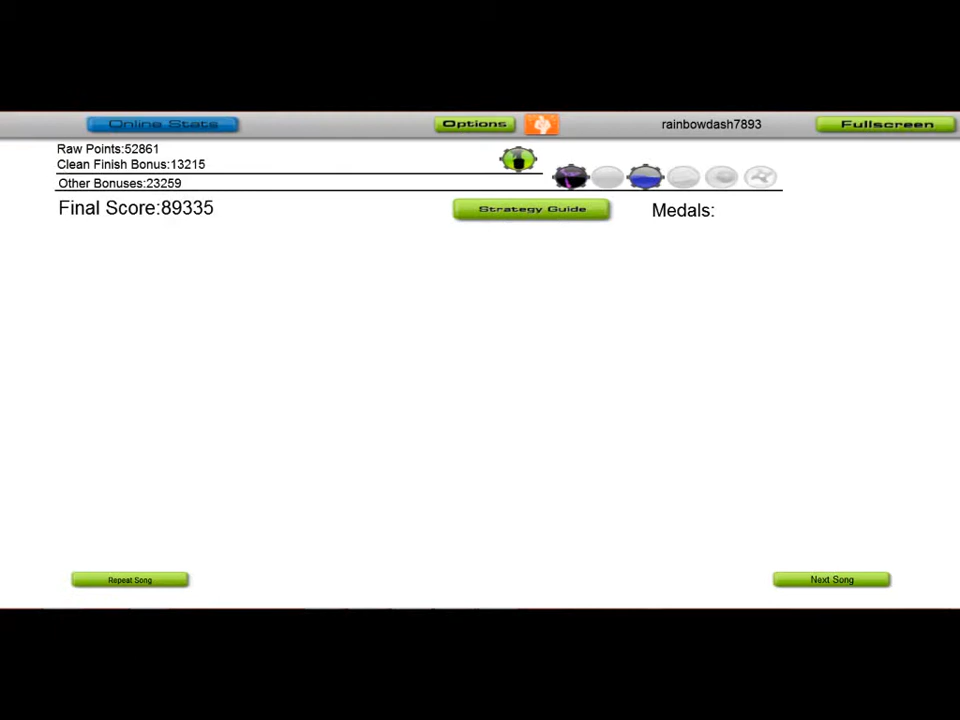 Online Stats
Options
rainbowdash7893
Fullscreen
Raw Points:52861
Clean Finish Bonus:13215
Other Bonuses:23259
Final Score:89335
Strategy Guide
Medals:
Repeat Song
Next Song